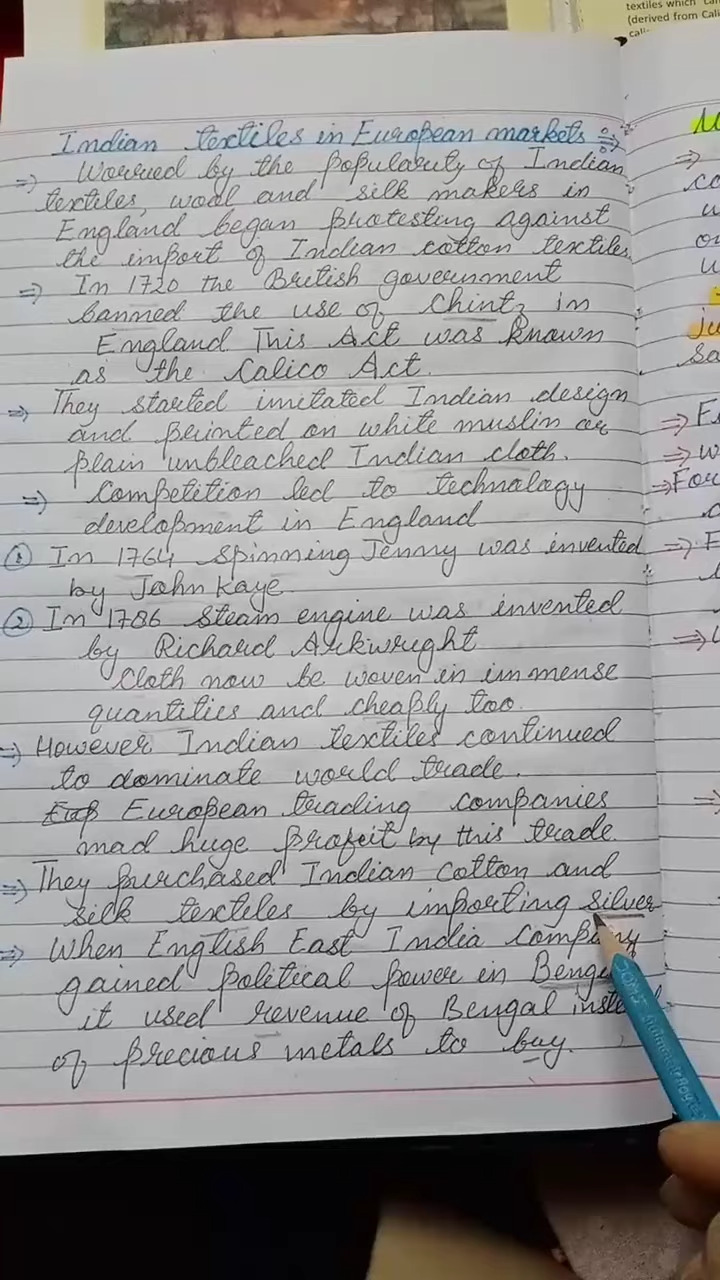 textiles which
(derived from Cali
cali
Indian textiles in European markets ⇒
⇒ Worried by the popularity of Indian
textiles, wool and silk makers in
England began protesting against
the import of Indian cotton textiles
⇒ In 1720 the British government
banned the use of chintz in
England This Act was known
as the Calico Act.
⇒ They started imitated Indian design
and printed on white muslin or
plain unbleached Indian cloth.
⇒ Competition led to technology
development in England
① In 1764 spinning Jenny was invented
by John Kaye.
② In 1786 Steam engine was invented
by Richard Arkwright
Cloth now be woven in immense
quantities and cheaply too.
⇒ However Indian textiles continued
to dominate world trade.
European trading companies
mad huge profeit by this trade
⇒ They purchased Indian cotton and
silk textiles by importing silver
⇒ When English East India company
gained political power in
it used revenue of Bengal
of precious metals to buy.